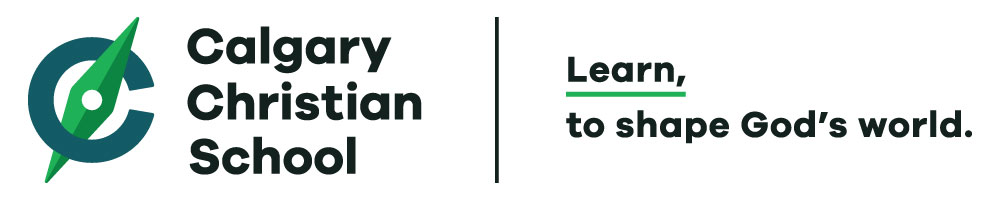 Calgary
Christian
School
Learn,
to shape God’s world.